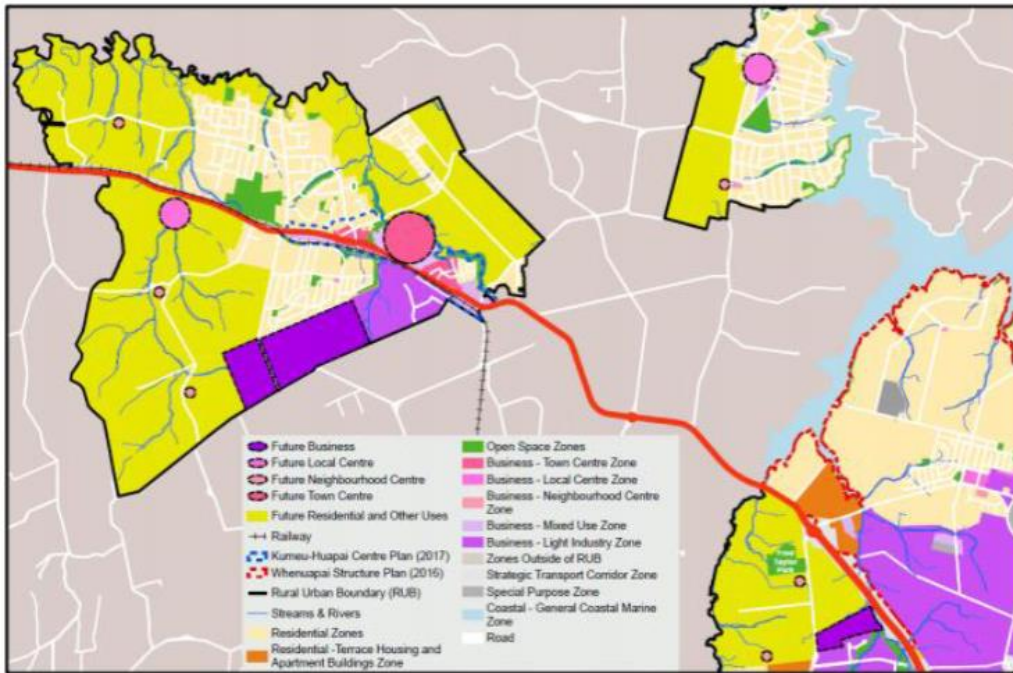 Future Business
Future Local Centre
Future Neighbourhood Centre
Future Town Centre
Future Residential and Other Uses
Railway
Kumeu-Huapai Centre Plan (2017)
Whenuapai Structure Plan (2016)
Rural Urban Boundary (RUB)
Streams & Rivers
Residential Zones
Residential -Terrace Housing and
Apartment Buildings Zone
Open Space Zones
Business - Town Centre Zone
Business - Local Centre Zone
Business - Neighbourhood Centre
Zone
Business - Mixed Use Zone
Business - Light Industry Zone
Zones Outside of RUB
Strategic Transport Corridor Zone
Special Purpose Zone
Coastal - General Coastal Marine
Zone
Road
Fred
Taylor
Park